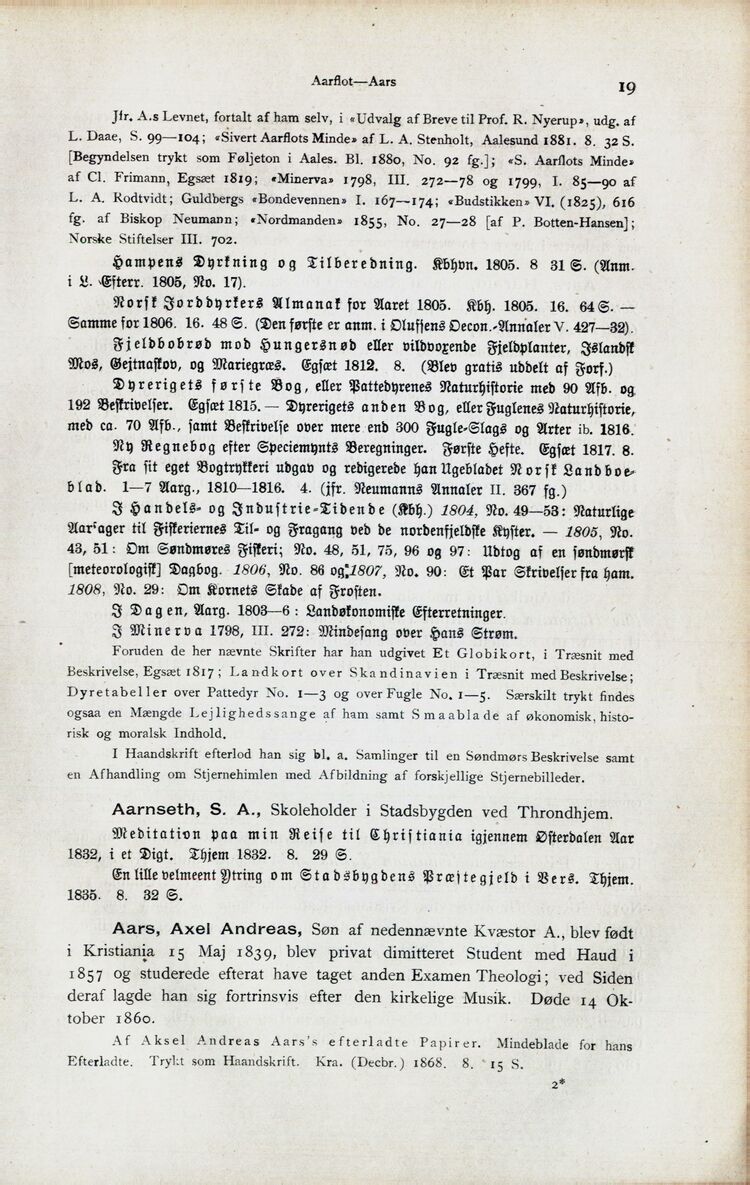 Aarflot—Aars
19
Jfr. A.s Levnet, fortalt af ham selv, i «Udvalg af Breve til Prof. R. Nyerup», udg. af
L. Daae, S. 99—104; «Sivert Aarflots Minde» af L. A. Stenholt, Aalesund 1881. 8. 32 S.
[Begyndelsen trykt som Føljeton i Aales. Bl. 1880, No. 92 fg.]; «S. Aarflots Minde»
af Cl. Frimann, Egsæt 1819; «Minerva» 1798, III. 272—78 og 1799, I. 85—90 af
L. A. Rodtvidt; Guldbergs «Bondevennen» I. 167—174; «Budstikken» VI. (1825), 616
fg. af Biskop Neumann; «Nordmanden» 1855, No. 27—28 [af P. Botten-Hansen];
Norske Stiftelser III. 702.
Hampens Dyrkning og Tilberedning. Kbhvn. 1805. 8 31 S. (Anm.
i L. Efterr. 1805, No. 17).
Norsk Jorddyrkers Almanak for Aaret 1805. Kbh. 1805. 16. 64 S. —
Samme for 1806. 16. 48 S. (Den første er anm. i Olufsens Oecon.-Annaler V. 427—32).
Fjeldbobrød mod Hungersnød eller vildvoxende Fjeldplanter, Islandsk
Mos, Gejtnaskov, og Mariegræs. Egsæt 1812. 8. (Blev gratis uddelt af Forf.)
Dyrerigets første Bog, eller Pattedyrenes Naturhistorie med 90 Afb. og
192 Beskrivelser. Egsæt 1815. — Dyrerigets anden Bog, eller Fuglenes Naturhistorie,
med ca. 70 Afb., samt Beskrivelse over mere end 300 Fugle-Slags og Arter ib. 1816.
Ny Regnebog efter Speciemynts Beregninger. Første Hefte. Egsæt 1817. 8.
Fra sit eget Bogtrykkeri udgav og redigerede han Ugebladet Norsk Landboe-
blad. 1—7 Aarg., 1810—1816. 4. (jfr. Neumanns Annaler II. 367 fg.)
I Handels- og Industrie-Tidende (Kbh.) 1804, No. 49—53: Naturlige
Aarsager til Fiskeriernes Til- og Fragang ved de nordenfjeldske Kyster. — 1805, No.
43, 51: Om Søndmøres Fiskeri; No. 48, 51, 75, 96 og 97: Udtog af en søndmørsk
[meteorologisk] Dagbog. 1806, No. 86 og 1807, No. 90: Et Par Skrivelser fra ham.
1808, No. 29: Om Kornets Skade af Frosten.
I Dagen, Aarg. 1803—6: Landøkonomiske Efterretninger.
I Minerva 1798, III. 272: Mindesang over Hans Strøm.
Foruden de her nævnte Skrifter har han udgivet Et Globikort, i Træsnit med
Beskrivelse, Egsæt 1817; Landkort over Skandinavien i Træsnit med Beskrivelse;
Dyretabeller over Pattedyr No. 1—3 og over Fugle No. 1—5. Særskilt trykt findes
ogsaa en Mængde Lejlighedssange af ham samt Smaablade af økonomisk, histo-
risk og moralsk Indhold.
I Haandskrift efterlod han sig bl. a. Samlinger til en Søndmørs Beskrivelse samt
en Afhandling om Stjernehimlen med Afbildning af forskjellige Stjernebilleder.
Aarnseth, S. A., Skoleholder i Stadsbygden ved Throndhjem.
Meditation paa min Reise til Christiania igjennem Østerdalen Aar
1832, i et Digt. Thjem 1832. 8. 29 S.
En lille velmeent Ytring om Stadsbygdens Præstegjeld i Vers. Thjem.
1835. 8. 32 S.
Aars, Axel Andreas, Søn af nedennævnte Kvæstor A., blev født
i Kristiania 15 Maj 1839, blev privat dimitteret Student med Haud i
1857 og studerede efterat have taget anden Examen Theologi; ved Siden
deraf lagde han sig fortrinsvis efter den kirkelige Musik. Døde 14 Ok-
tober 1860.
Af Aksel Andreas Aars's efterladte Papirer. Mindeblade for hans
Efterladte. Trykt som Haandskrift. Kra. (Decbr.) 1868. 8. 15 S.
2*